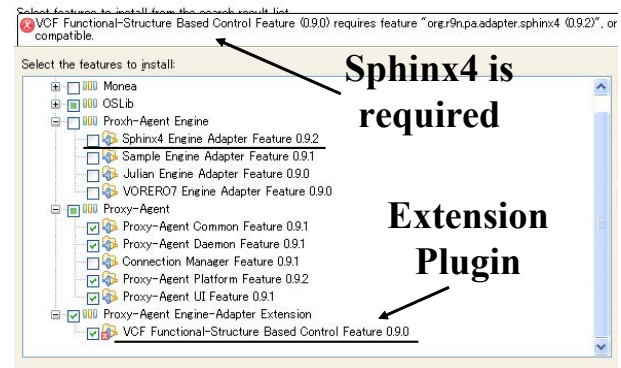 Select features to install from the search result list.
VCF Functional-Structure Based Control Feature (0.9.0) requires feature "org.r9n.pa.adapter.sphinx4 (0.9.2)", or
compatible.
Select the features to install:
Sphinx4 is
required
Monea
OSLib
Proxh-Agent Engine
Sphinx4 Engine Adapter Feature 0.9.2
Sample Engine Adapter Feature 0.9.1
Julian Engine Adapter Feature 0.9.0
VORERO7 Engine Adapter Feature 0.9.0
Proxy-Agent
Proxy-Agent Common Feature 0.9.1
Proxy-Agent Daemon Feature 0.9.1
Connection Manager Feature 0.9.1
Proxy-Agent Platform Feature 0.9.2
Proxy-Agent UI Feature 0.9.1
Extension
Plugin
Proxy-Agent Engine-Adapter Extension
VCF Functional-Structure Based Control Feature 0.9.0